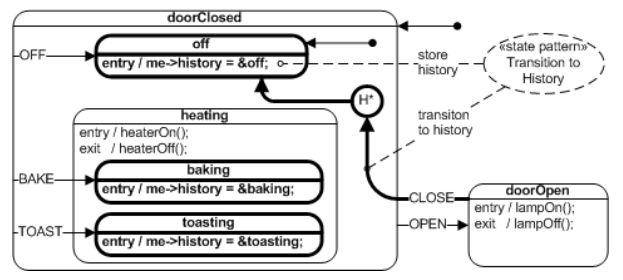 doorClosed
OFF
off
entry / me->history = &off;
store
history
«state pattern»
Transition to
History
H*
transiton
to history
heating
entry / heaterOn();
exit / heaterOff();
BAKE
baking
entry / me->history = &baking;
TOAST
toasting
entry / me->history = &toasting;
CLOSE
OPEN
doorOpen
entry / lampOn();
exit / lampOff();